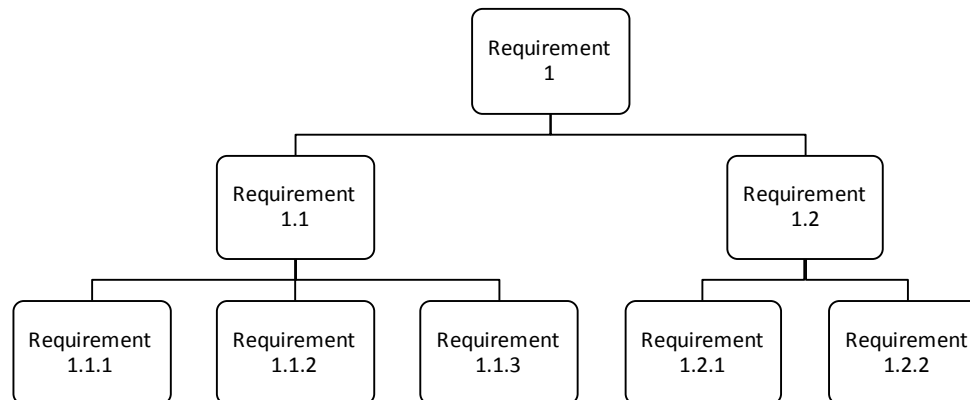 Requirement
1
Requirement
1.1
Requirement
1.2
Requirement
1.1.1
Requirement
1.1.2
Requirement
1.1.3
Requirement
1.2.1
Requirement
1.2.2